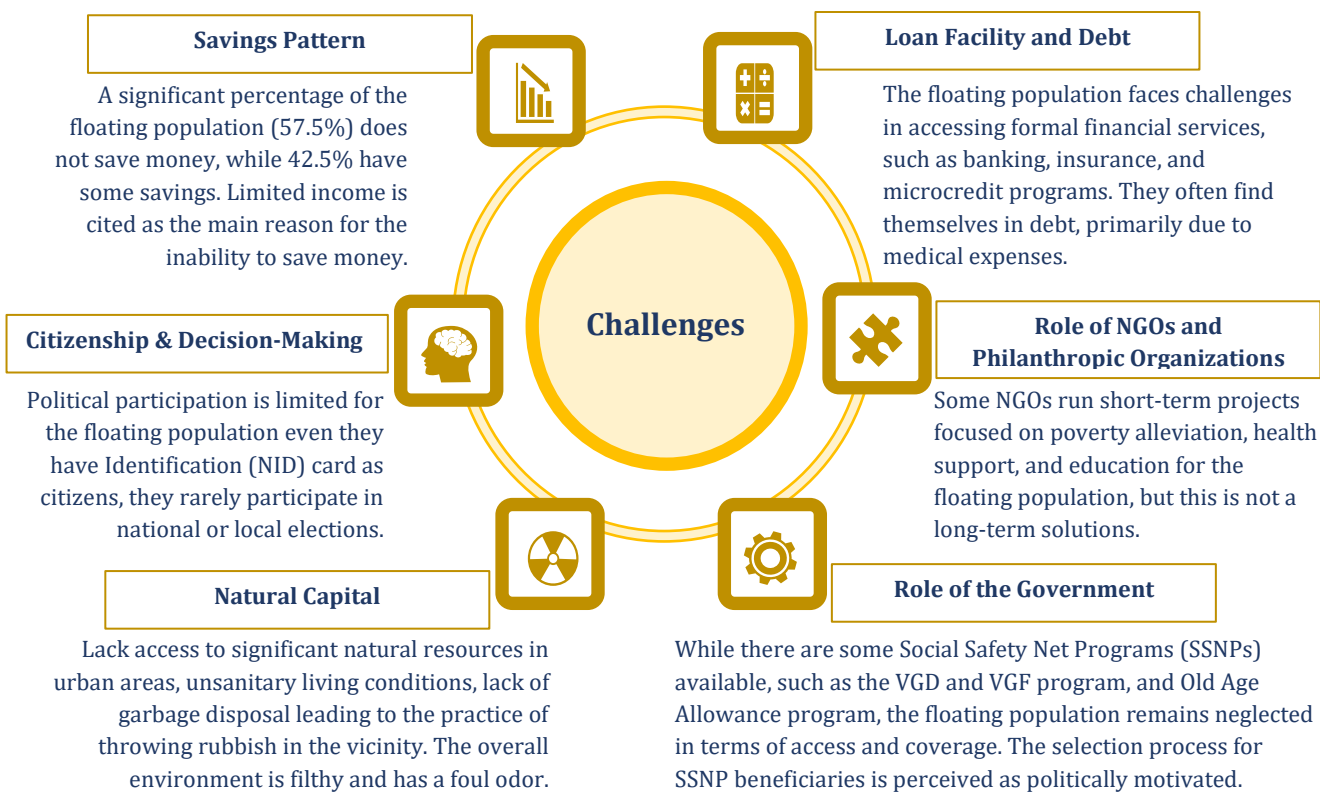 Savings Pattern
A significant percentage of the
floating population (57.5%) does
not save money, while 42.5% have
some savings. Limited income is
cited as the main reason for the
inability to save money.
Loan Facility and Debt
The floating population faces challenges
in accessing formal financial services,
such as banking, insurance, and
microcredit programs. They often find
themselves in debt, primarily due to
medical expenses.
Challenges
Citizenship & Decision-Making
Political participation is limited for
the floating population even they
have Identification (NID) card as
citizens, they rarely participate in
national or local elections.
Role of NGOs and
Philanthropic Organizations
Some NGOs run short-term projects
focused on poverty alleviation, health
support, and education for the
floating population, but this is not a
long-term solutions.
Natural Capital
Lack access to significant natural resources in
urban areas, unsanitary living conditions, lack of
garbage disposal leading to the practice of
throwing rubbish in the vicinity. The overall
environment is filthy and has a foul odor.
Role of the Government
While there are some Social Safety Net Programs (SSNPs)
available, such as the VGD and VGF program, and Old Age
Allowance program, the floating population remains neglected
in terms of access and coverage. The selection process for
SSNP beneficiaries is perceived as politically motivated.